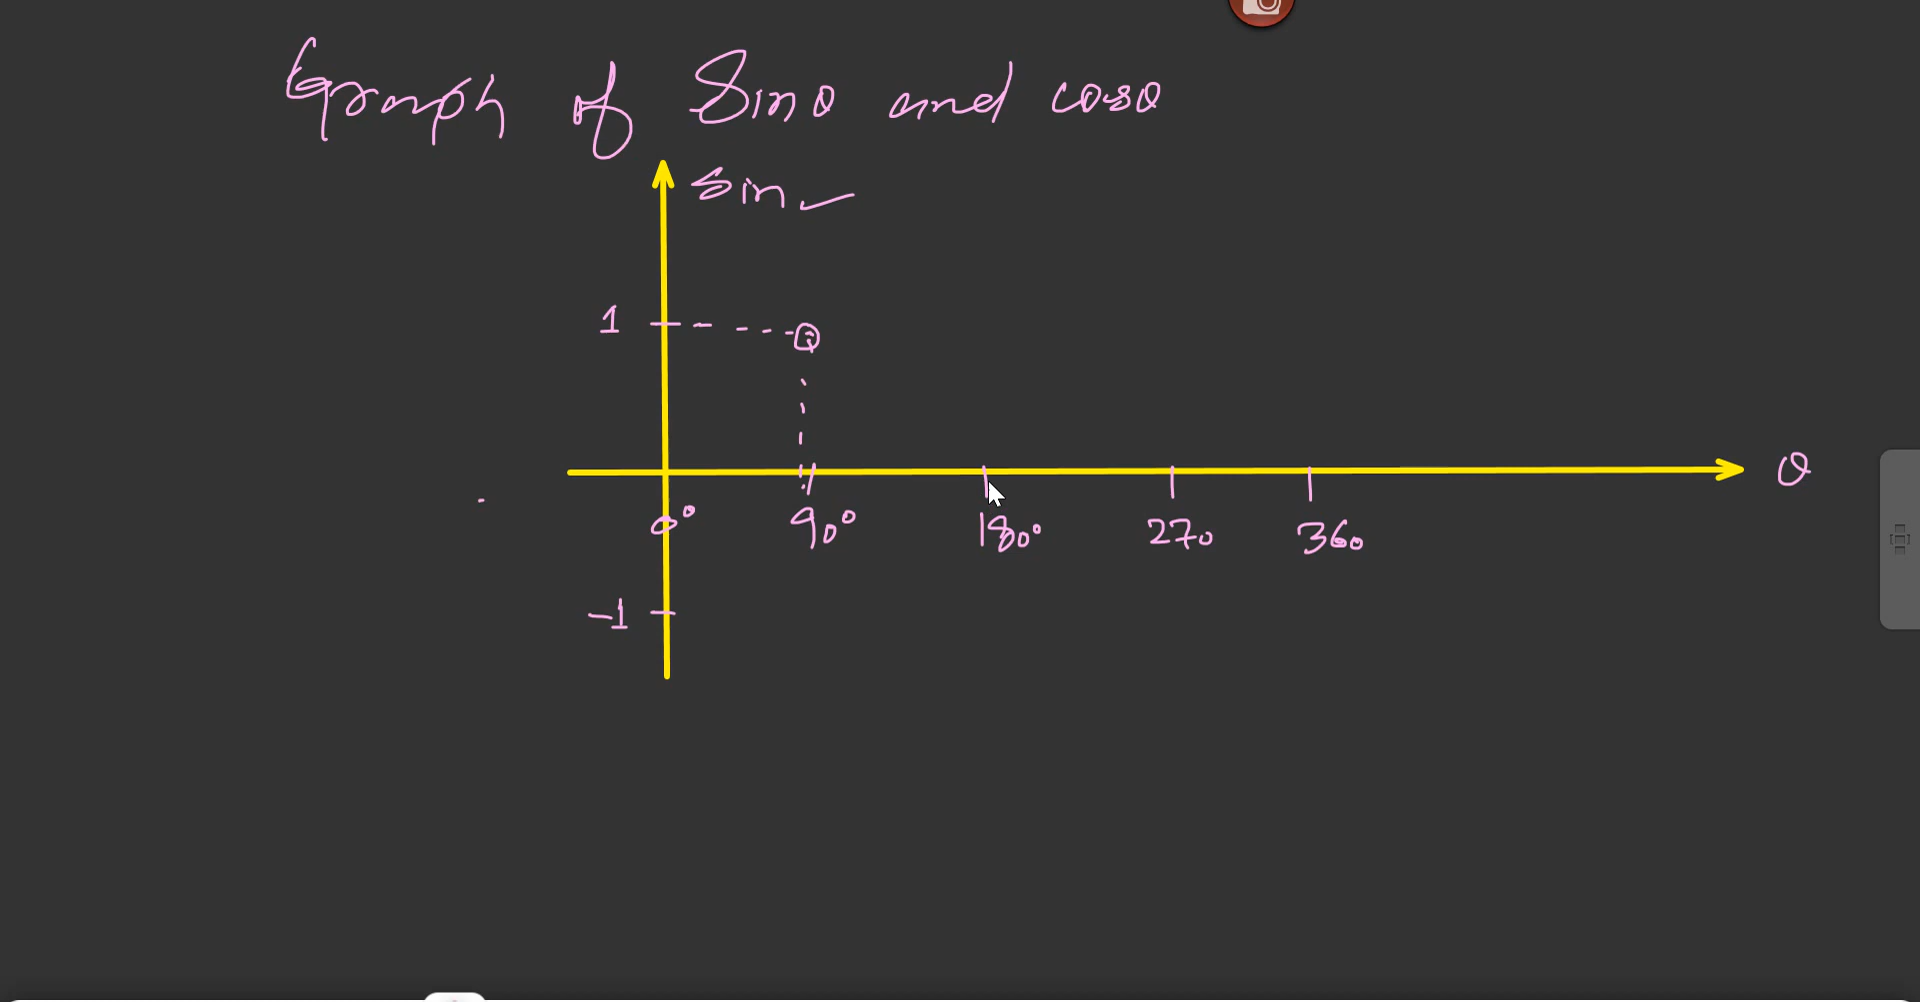 Graph of Sinθ and cosθ
Sin
1
θ
0° 90° 180° 270 360
-1